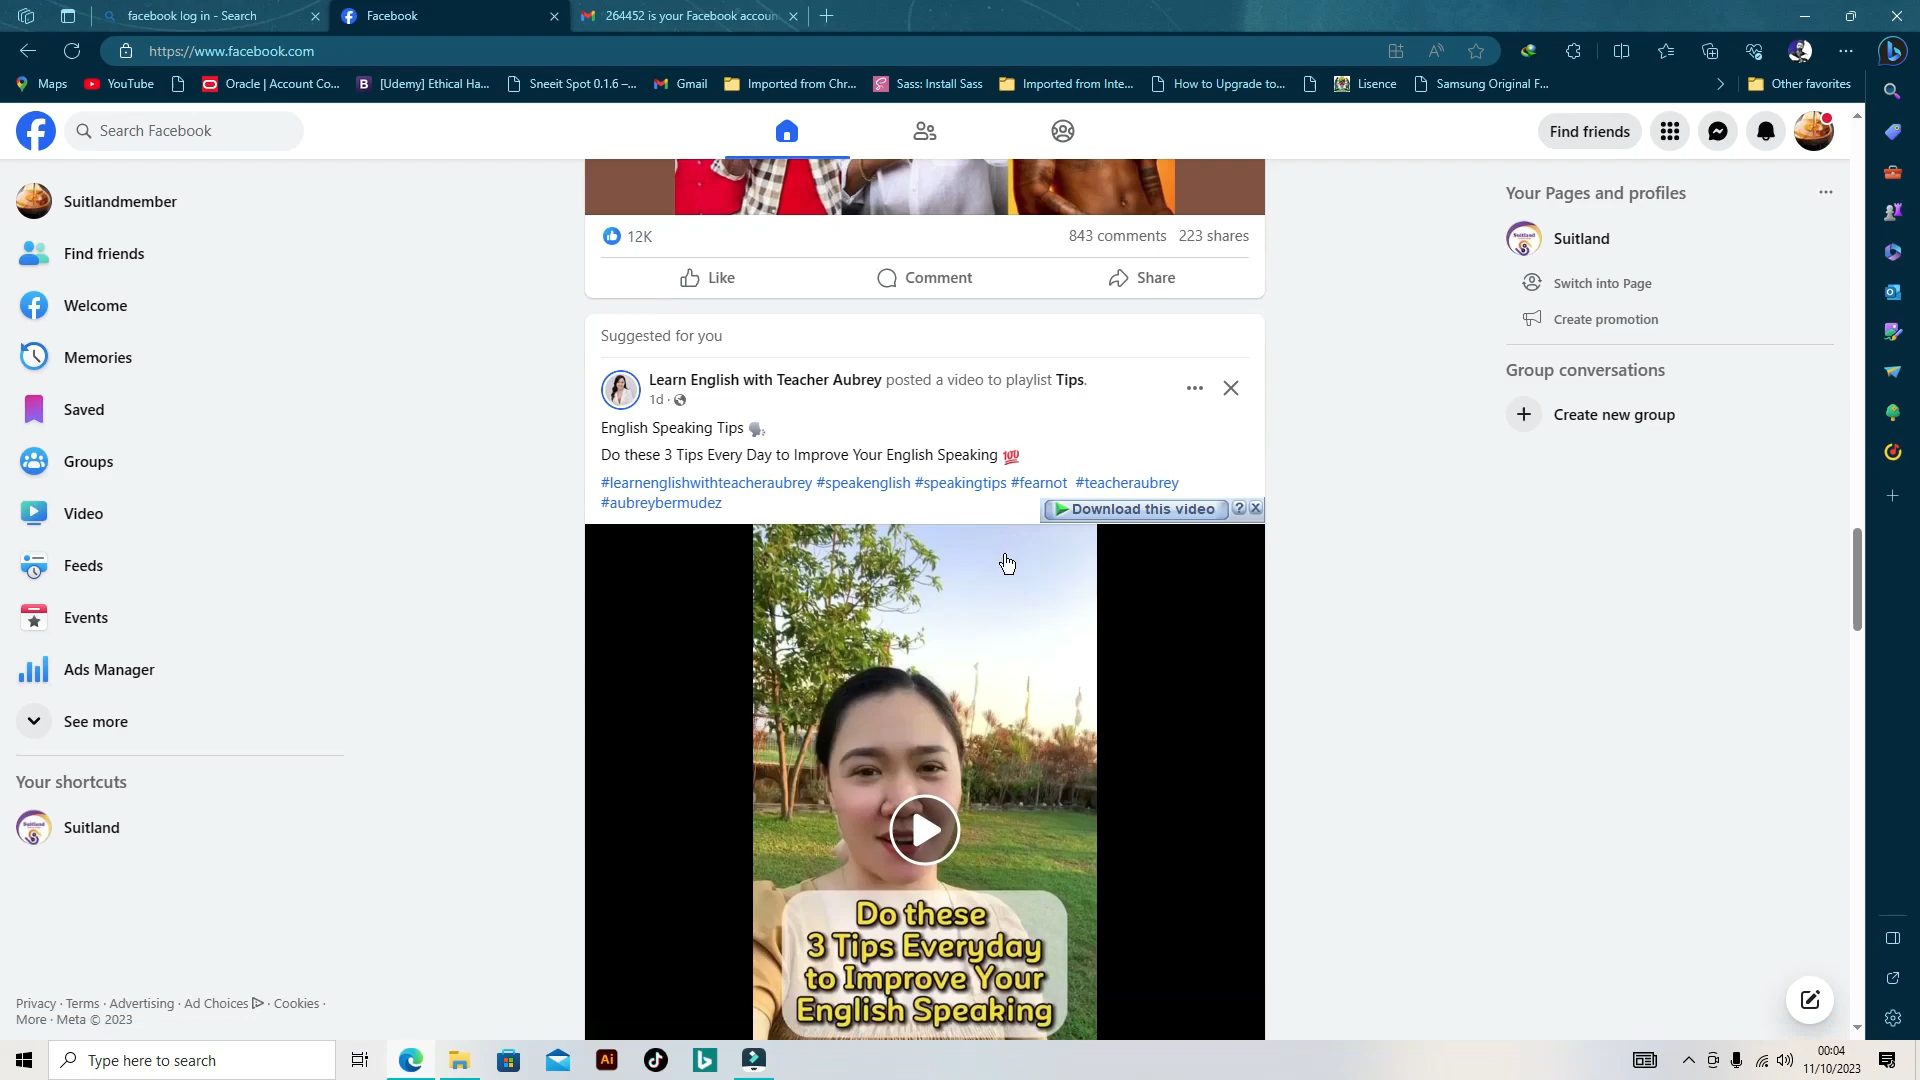 facebook log in - Search
Facebook
264452 is your Facebook accoun
https://www.facebook.com
Maps
YouTube
Oracle | Account Co...
[Udemy] Ethical Ha...
Sneeit Spot 0.1.6 –...
Gmail
Imported from Chr...
Sass: Install Sass
Imported from Inte...
How to Upgrade to...
Lisence
Samsung Original F...
Other favorites
Search Facebook
Find friends
Suitlandmember
Find friends
Welcome
Memories
Saved
Groups
Video
Feeds
Events
Ads Manager
See more
Your shortcuts
Suitland
Privacy · Terms · Advertising · Ad Choices · Cookies ·
More · Meta © 2023
12K
843 comments 223 shares
Like Comment Share
Suggested for you
Learn English with Teacher Aubrey posted a video to playlist Tips.
1d ·
English Speaking Tips 🗣
Do these 3 Tips Every Day to Improve Your English Speaking 💯
#learnenglishwithteacheraubrey #speakenglish #speakingtips #fearnot #teacheraubrey
#aubreybermudez
Download this video ? X
Do these
3 Tips Everyday
to Improve Your
English Speaking
Your Pages and profiles
Suitland
Switch into Page
Create promotion
Group conversations
Create new group
Type here to search
Ai
00:04
11/10/2023